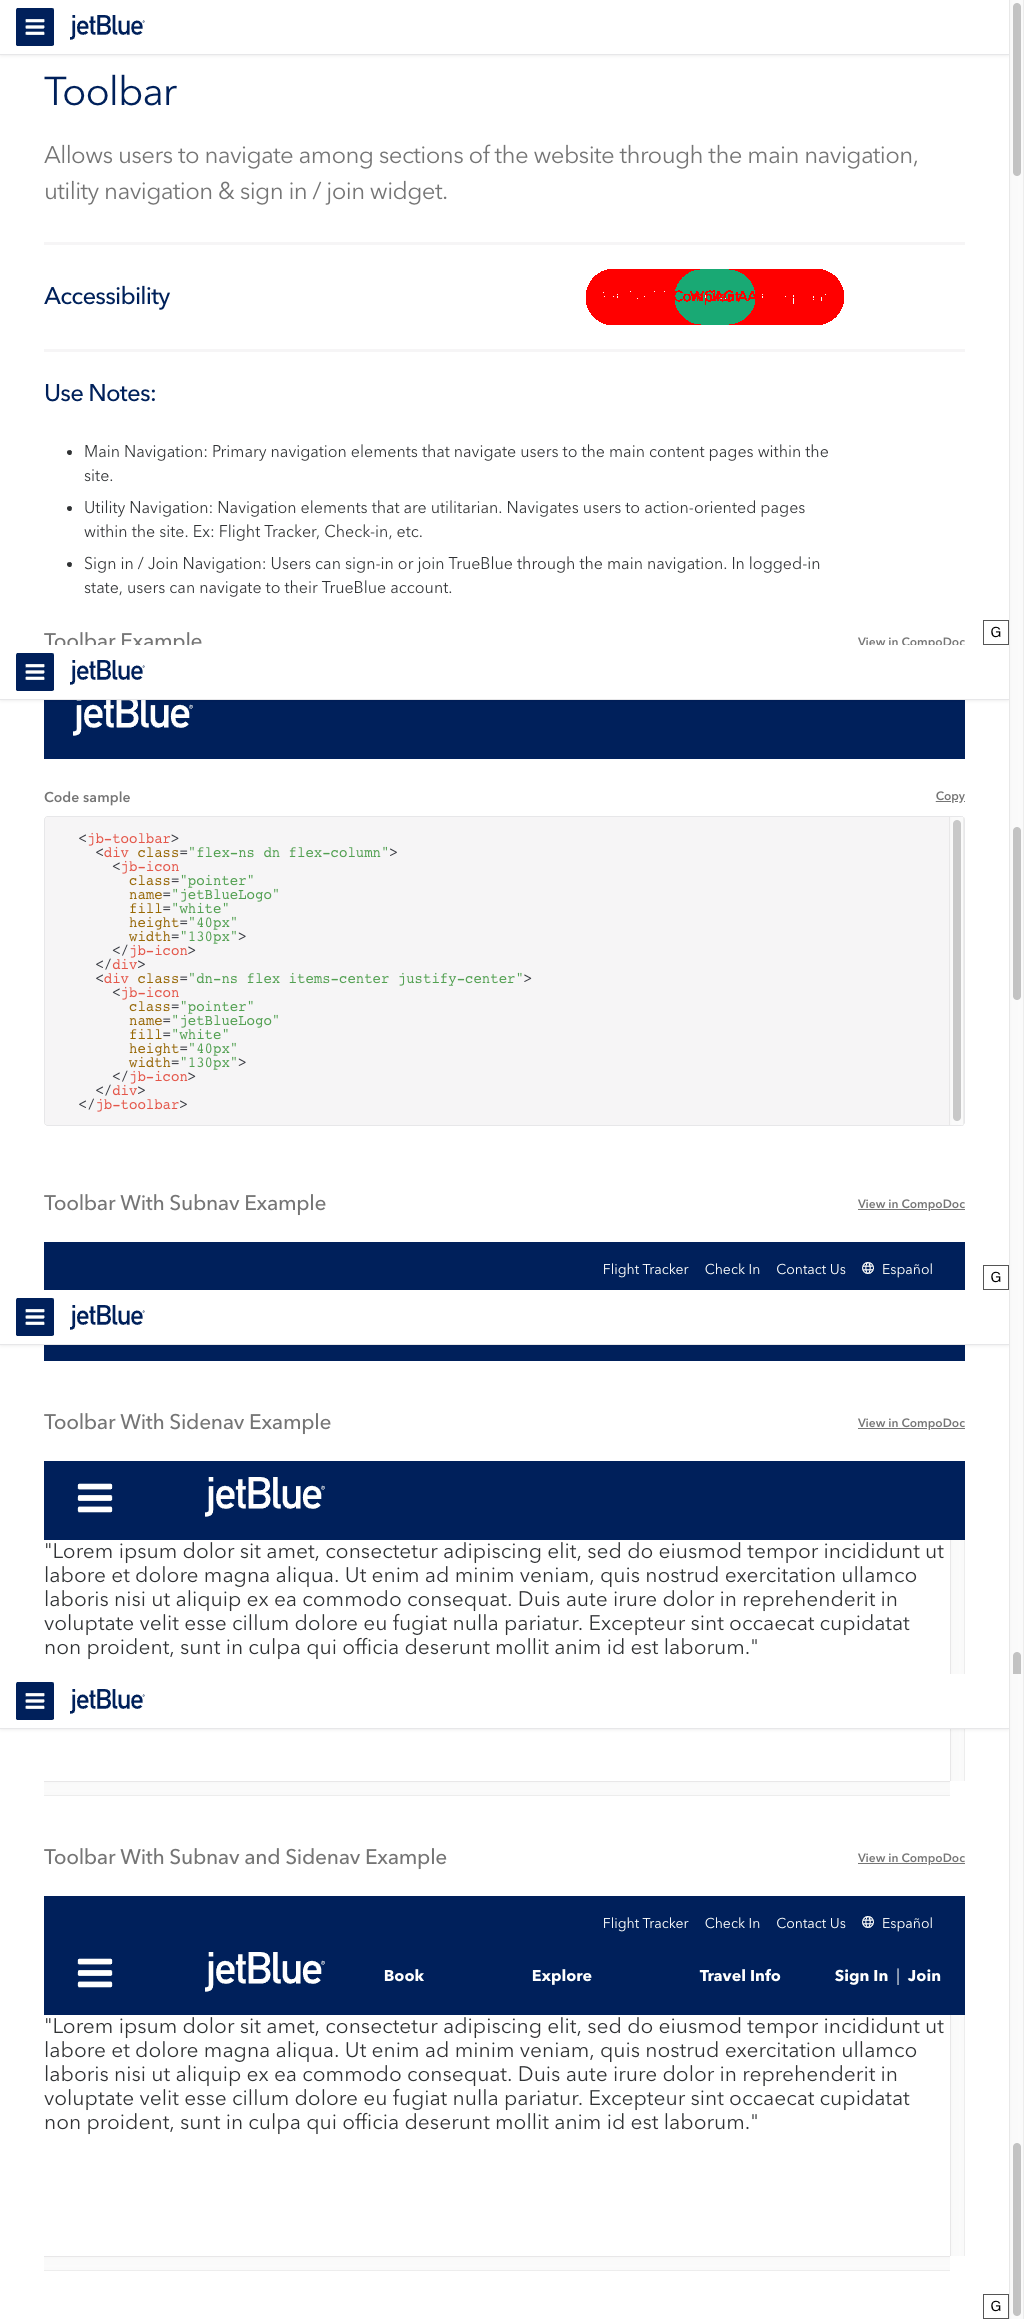 jetBlue
Toolbar
Allows users to navigate among sections of the website through the main navigation,
utility navigation & sign in / join widget.
Accessibility
Use Notes:
Main Navigation: Primary navigation elements that navigate users to the main content pages within the
site.
Utility Navigation: Navigation elements that are utilitarian. Navigates users to action-oriented pages
within the site. Ex: Flight Tracker, Check-in, etc.
Sign in / Join Navigation: Users can sign-in or join TrueBlue through the main navigation. In logged-in
state, users can navigate to their TrueBlue account.
G
Toolbar Example View in CompoDoc
jetBlue
jetBlue
Code sample Copy
<jb-toolbar>
<div class="flex-ns dn flex-column">
<jb-icon
class="pointer"
name="jetBlueLogo"
fill="white"
height="40px"
width="130px">
</jb-icon>
</div>
<div class="dn-ns flex items-center justify-center">
<jb-icon
class="pointer"
name="jetBlueLogo"
fill="white"
height="40px"
width="130px">
</jb-icon>
</div>
</jb-toolbar>
Toolbar With Subnav Example View in CompoDoc
Flight Tracker Check In Contact Us Español
G
jetBlue
Toolbar With Sidenav Example View in CompoDoc
jetBlue
"Lorem ipsum dolor sit amet, consectetur adipiscing elit, sed do eiusmod tempor incididunt ut
labore et dolore magna aliqua. Ut enim ad minim veniam, quis nostrud exercitation ullamco
laboris nisi ut aliquip ex ea commodo consequat. Duis aute irure dolor in reprehenderit in
voluptate velit esse cillum dolore eu fugiat nulla pariatur. Excepteur sint occaecat cupidatat
non proident, sunt in culpa qui officia deserunt mollit anim id est laborum."
jetBlue
Toolbar With Subnav and Sidenav Example View in CompoDoc
Flight Tracker Check In Contact Us Español
jetBlue Book Explore Travel Info Sign In | Join
"Lorem ipsum dolor sit amet, consectetur adipiscing elit, sed do eiusmod tempor incididunt ut
labore et dolore magna aliqua. Ut enim ad minim veniam, quis nostrud exercitation ullamco
laboris nisi ut aliquip ex ea commodo consequat. Duis aute irure dolor in reprehenderit in
voluptate velit esse cillum dolore eu fugiat nulla pariatur. Excepteur sint occaecat cupidatat
non proident, sunt in culpa qui officia deserunt mollit anim id est laborum."
G